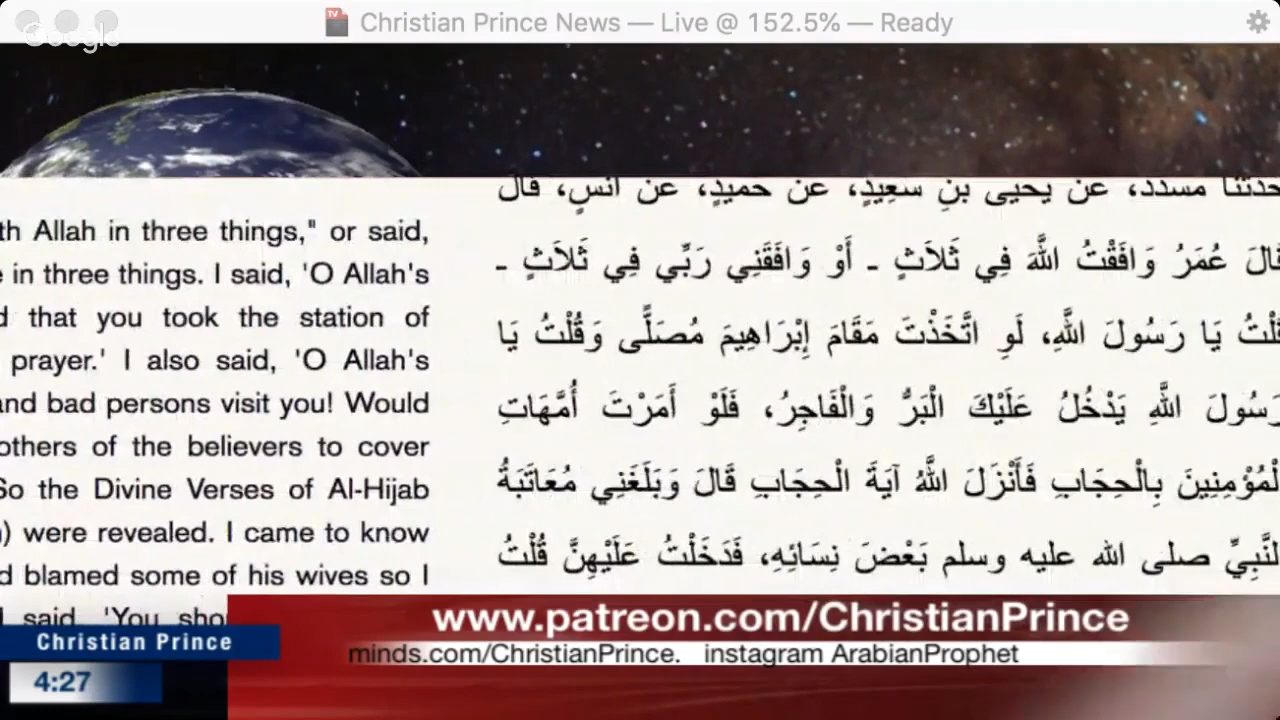 Christian Prince News — Live @ 152.5% — Ready
Google
th Allah in three things," or said,
e in three things. I said, 'O Allah's
d that you took the station of
prayer.' I also said, 'O Allah's
and bad persons visit you! Would
others of the believers to cover
So the Divine Verses of Al-Hijab
) were revealed. I came to know
d blamed some of his wives so I
said, 'You sho
حدثنا مسدد، عن يحيى بنِ سعِيدٍ، عن حميدٍ، عن أنسٍ، قال
قَالَ عُمَرُ وَافَقْتُ اللَّهَ فِي ثَلاَثٍ ـ أَوْ وَافَقَنِي رَبِّي فِي ثَلاَثٍ ـ
قُلْتُ يَا رَسُولَ اللَّهِ، لَوِ اتَّخَذْتَ مَقَامَ إِبْرَاهِيمَ مُصَلًّى وَقُلْتُ يَا
رَسُولَ اللَّهِ يَدْخُلُ عَلَيْكَ الْبَرُّ وَالْفَاجِرُ، فَلَوْ أَمَرْتَ أُمَّهَاتِ
الْمُؤْمِنِينَ بِالْحِجَابِ فَأَنْزَلَ اللَّهُ آيَةَ الْحِجَابِ قَالَ وَبَلَغَنِي مُعَاتَبَةُ
النَّبِيِّ صلى الله عليه وسلم بَعْضَ نِسَائِهِ، فَدَخَلْتُ عَلَيْهِنَّ قُلْتُ
www.patreon.com/ChristianPrince
Christian Prince
minds.com/ChristianPrince. instagram ArabianProphet
4:27